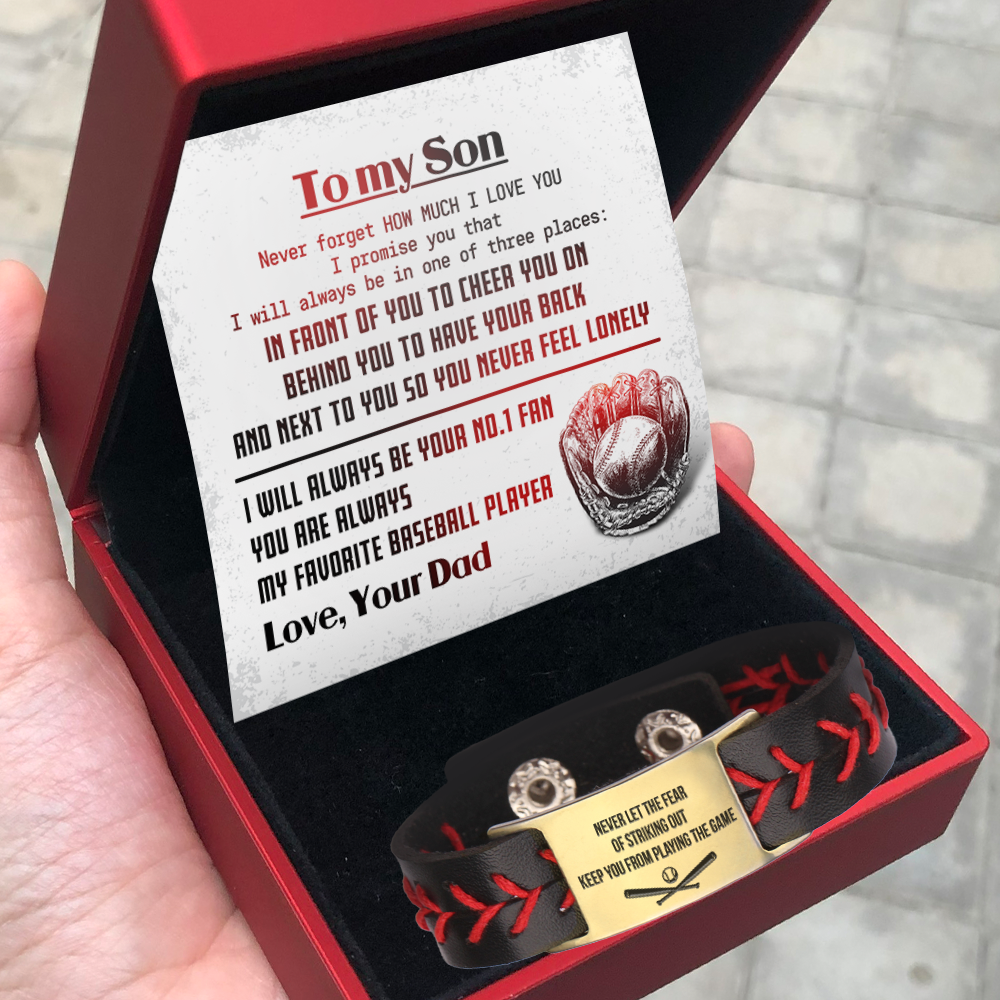 To my Son
Never forget HOW MUCH I LOVE YOU
I promise you that
I will always be in one of three places:
IN FRONT OF YOU TO CHEER YOU ON
BEHIND YOU TO HAVE YOUR BACK
AND NEXT TO YOU SO YOU NEVER FEEL LONELY
I WILL ALWAYS BE YOUR NO.1 FAN
YOU ARE ALWAYS
MY FAVORITE BASEBALL PLAYER
Love, Your Dad
NEVER LET THE FEAR
OF STRIKING OUT
KEEP YOU FROM PLAYING THE GAME